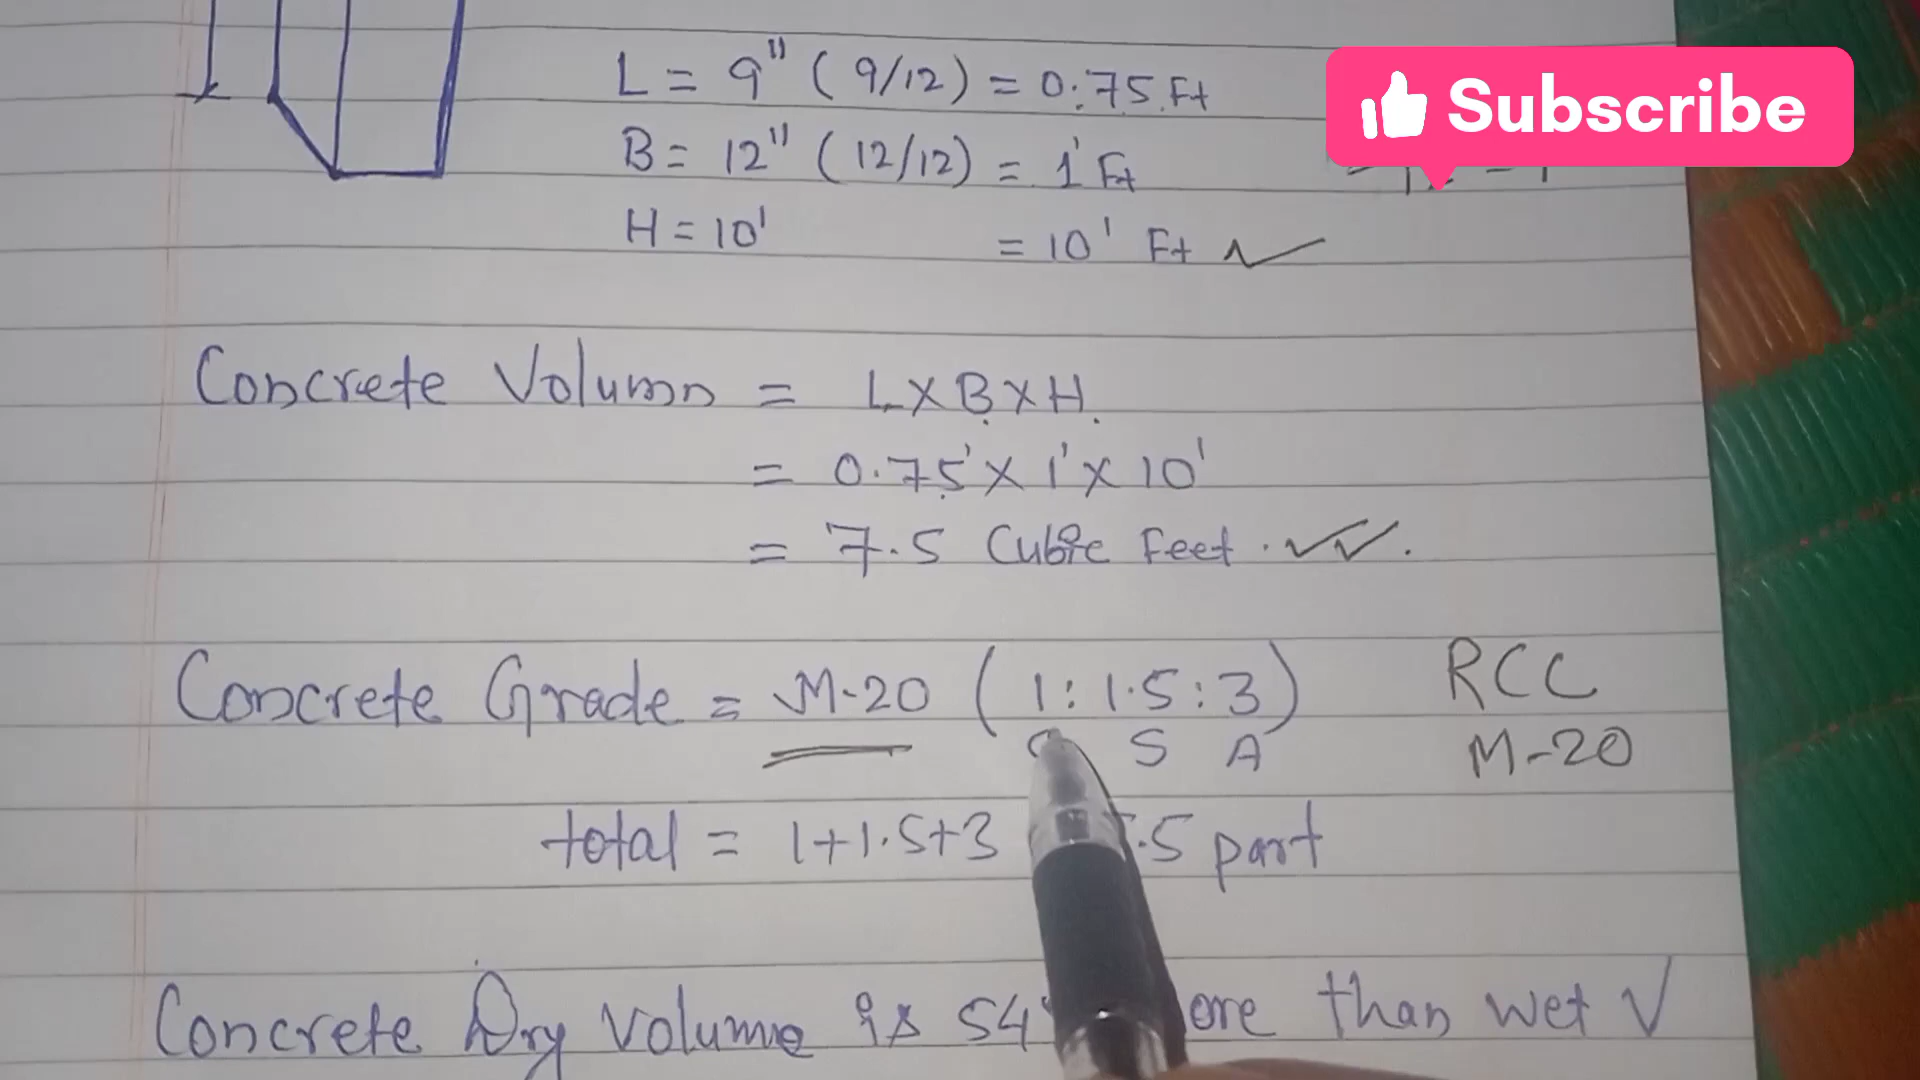 L = 9" (9/12) = 0.75 Ft
Subscribe
B = 12" (12/12) = 1' Ft
H = 10' = 10' Ft
Concrete Volumn = L X B X H.
= 0.75' X 1' X 10'
= 7.5 Cubic Feet.
Concrete Grade = M-20 (1:1.5:3) RCC
S A M-20
total = 1+1.5+3 .5 part
Concrete Dry Volume is 54 ore than wet V